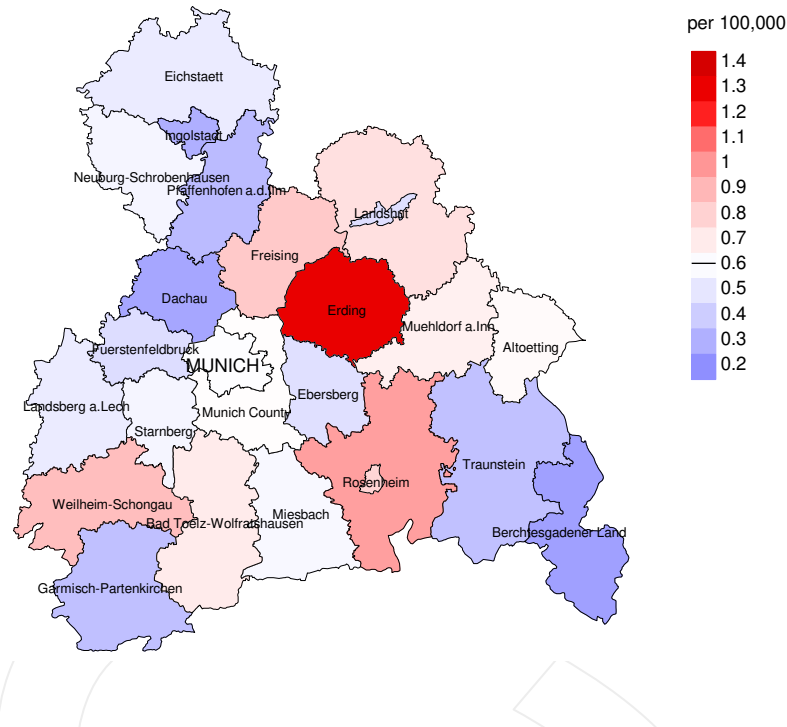 per 100,000
1.4
1.3
1.2
1.1
1
0.9
0.8
0.7
0.6
0.5
0.4
0.3
0.2
Eichstaett
Ingolstadt
Neuburg-Schrobenhausen
Pfaffenhofen a.d.Ilm
Landshut
Freising
Dachau
Erding
Muehldorf a.Inn
Altoetting
Fuerstenfeldbruck
MUNICH
Ebersberg
Landsberg a.Lech
Munich County
Starnberg
Traunstein
Rosenheim
Weilheim-Schongau
Miesbach
Bad Toelz-Wolfratshausen
Berchtesgadener Land
Garmisch-Partenkirchen